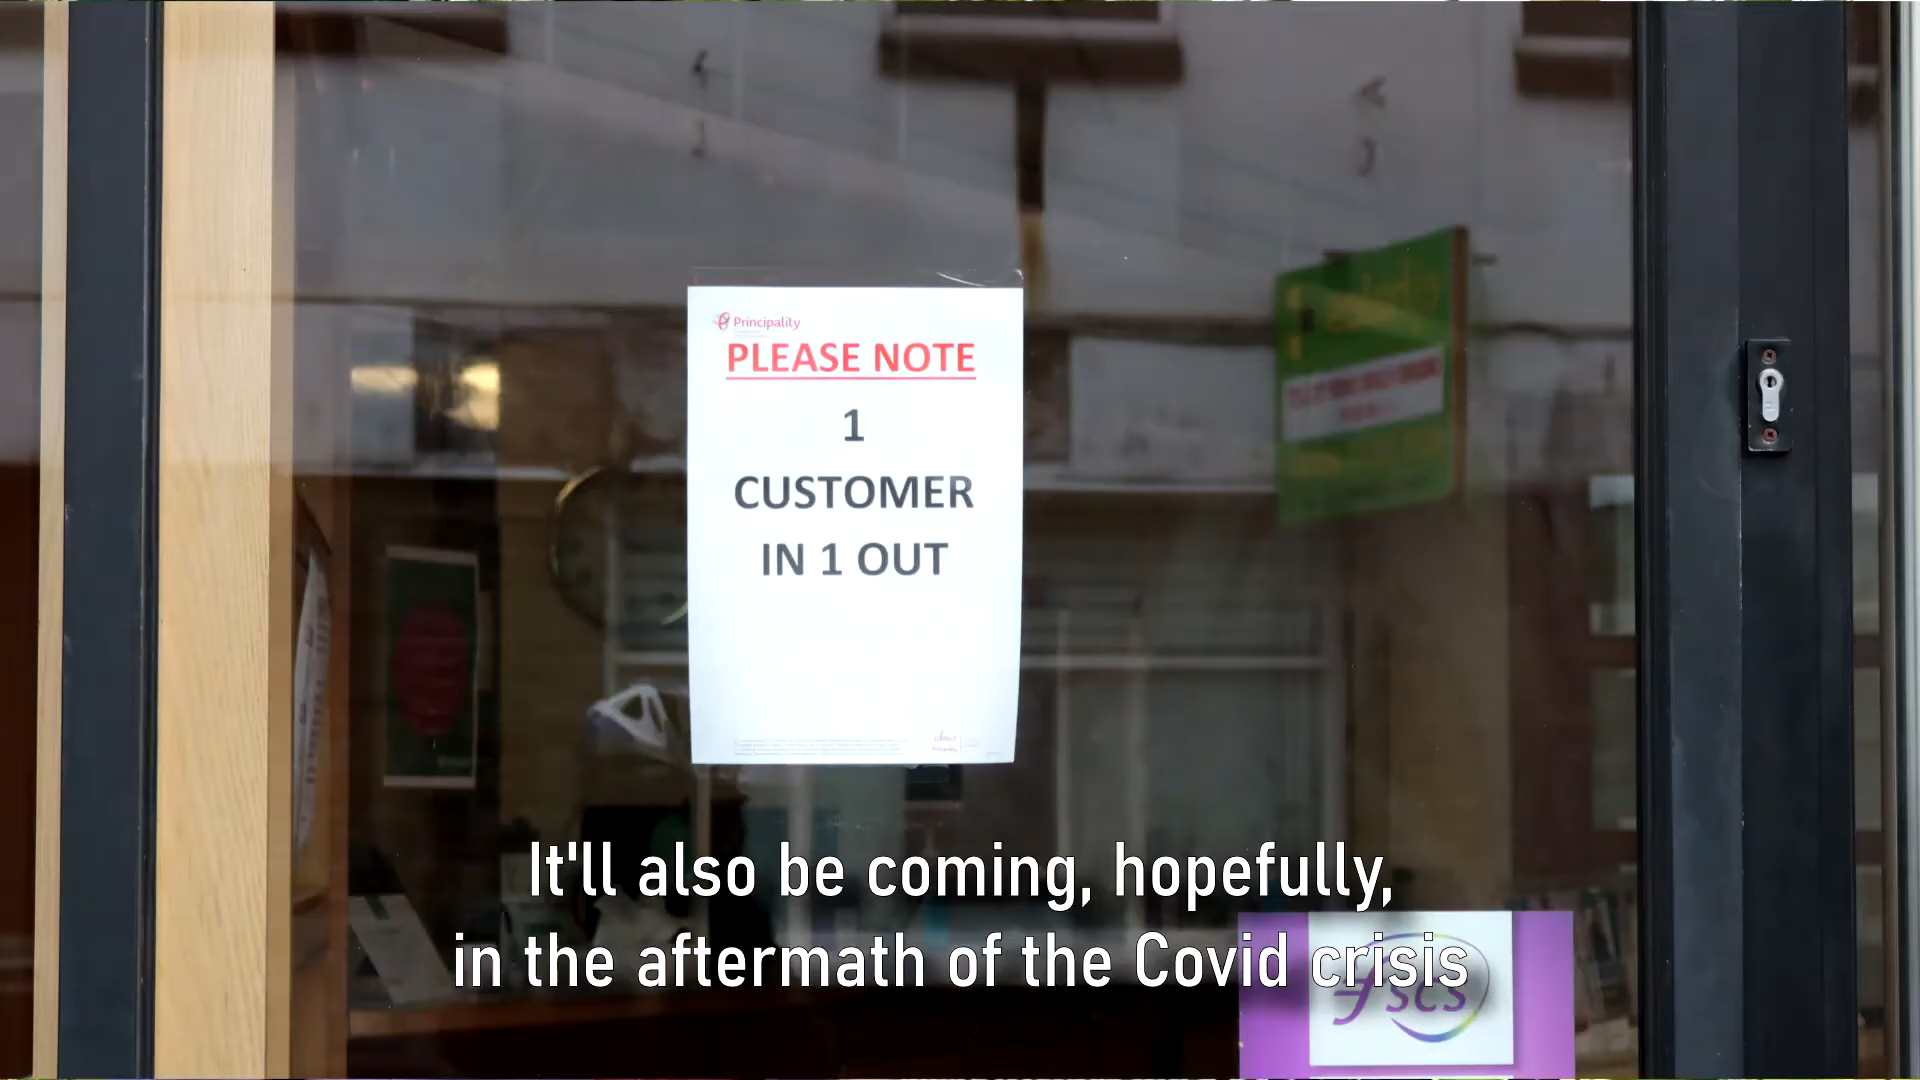 Principality
PLEASE NOTE
1
CUSTOMER
IN 1 OUT
It'll also be coming, hopefully,
in the aftermath of the Covid crisis
fscs